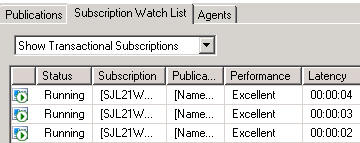 Publications Subscription Watch List Agents
Show Transactional Subscriptions
Status Subscription Publica... Performance Latency
Running [SJL21W... [Name... Excellent 00:00:04
Running [SJL21W... [Name... Excellent 00:00:03
Running [SJL21W... [Name... Excellent 00:00:02